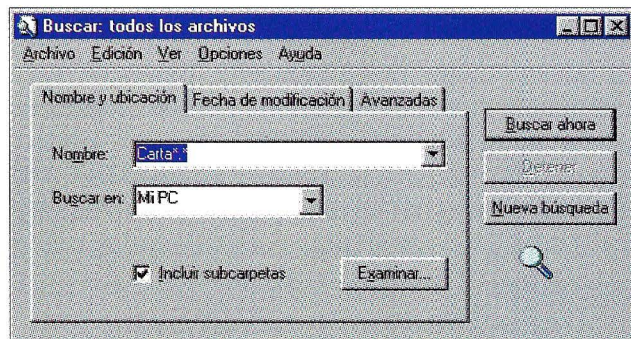 Buscar: todos los archivos
Archivo Edición Ver Opciones Ayuda
Nombre y ubicación Fecha de modificación Avanzadas
Nombre: Carta*.*
Buscar en: Mi PC
Incluir subcarpetas Examinar...
Buscar ahora
Detener
Nueva búsqueda